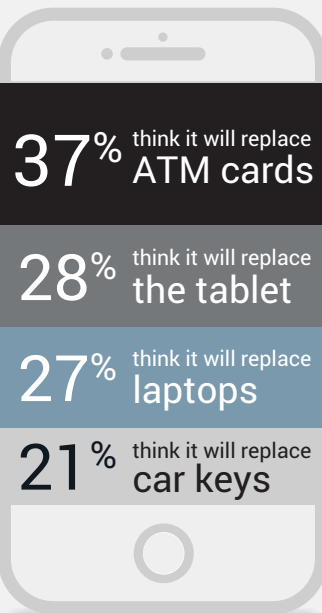 37% think it will replace
ATM cards
28% think it will replace
the tablet
27% think it will replace
laptops
21% think it will replace
car keys